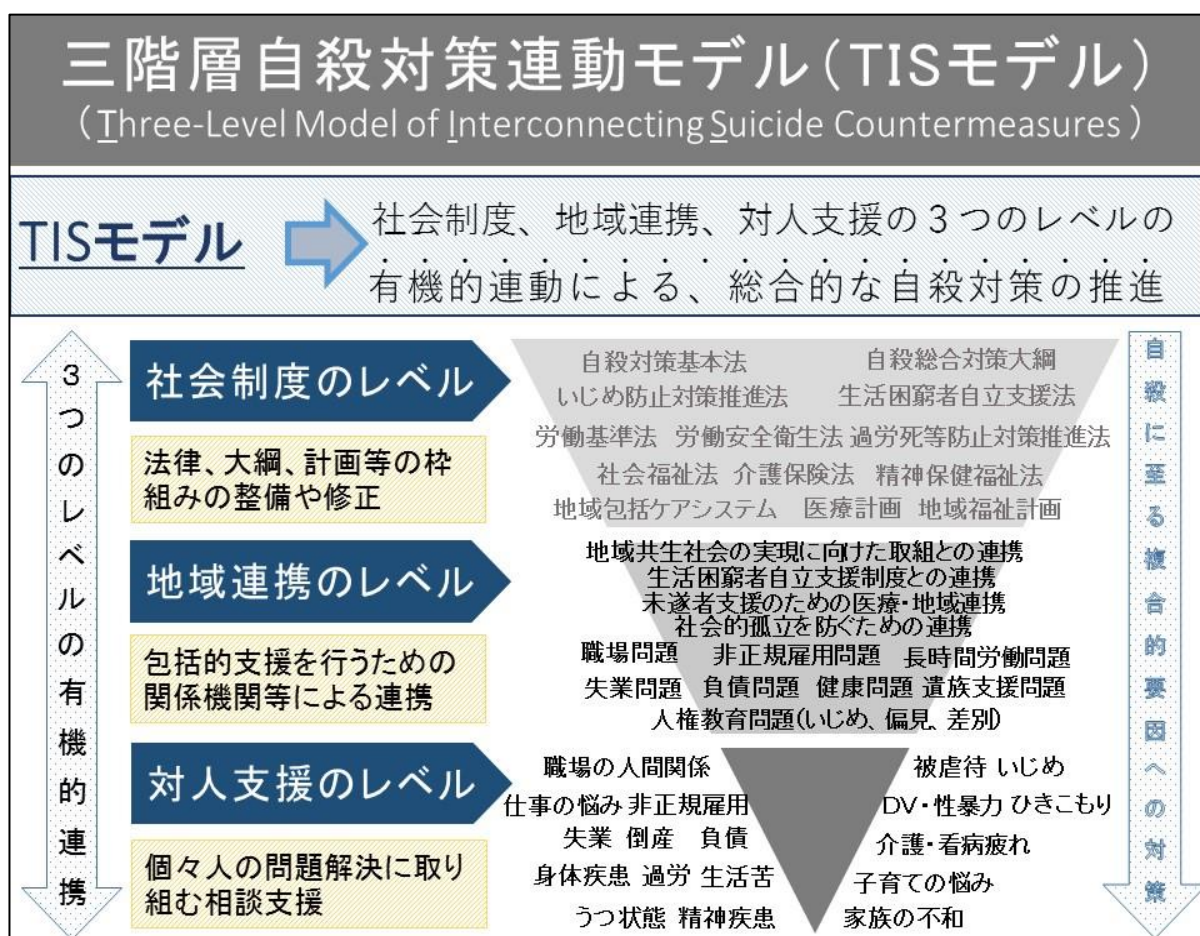 三階層自殺対策連動モデル(TISモデル)
(Three-Level Model of Interconnecting Suicide Countermeasures)
TISモデル
社会制度、地域連携、対人支援の3つのレベルの
有機的連動による、総合的な自殺対策の推進
3つのレベルの有機的連携
社会制度のレベル
法律、大綱、計画等の枠
組みの整備や修正
自殺対策基本法 自殺総合対策大綱
いじめ防止対策推進法 生活困窮者自立支援法
労働基準法 労働安全衛生法 過労死等防止対策推進法
社会福祉法 介護保険法 精神保健福祉法
地域包括ケアシステム 医療計画 地域福祉計画
地域連携のレベル
包括的支援を行うための
関係機関等による連携
地域共生社会の実現に向けた取組との連携
生活困窮者自立支援制度との連携
未遂者支援のための医療・地域連携
社会的孤立を防ぐための連携
職場問題 非正規雇用問題 長時間労働問題
失業問題 負債問題 健康問題 遺族支援問題
人権教育問題(いじめ、偏見、差別)
対人支援のレベル
個々人の問題解決に取り
組む相談支援
職場の人間関係 被虐待 いじめ
仕事の悩み 非正規雇用 DV・性暴力 ひきこもり
失業 倒産 負債 介護・看病疲れ
身体疾患 過労 生活苦 子育ての悩み
うつ状態 精神疾患 家族の不和
自殺に至る複合的要因への対策